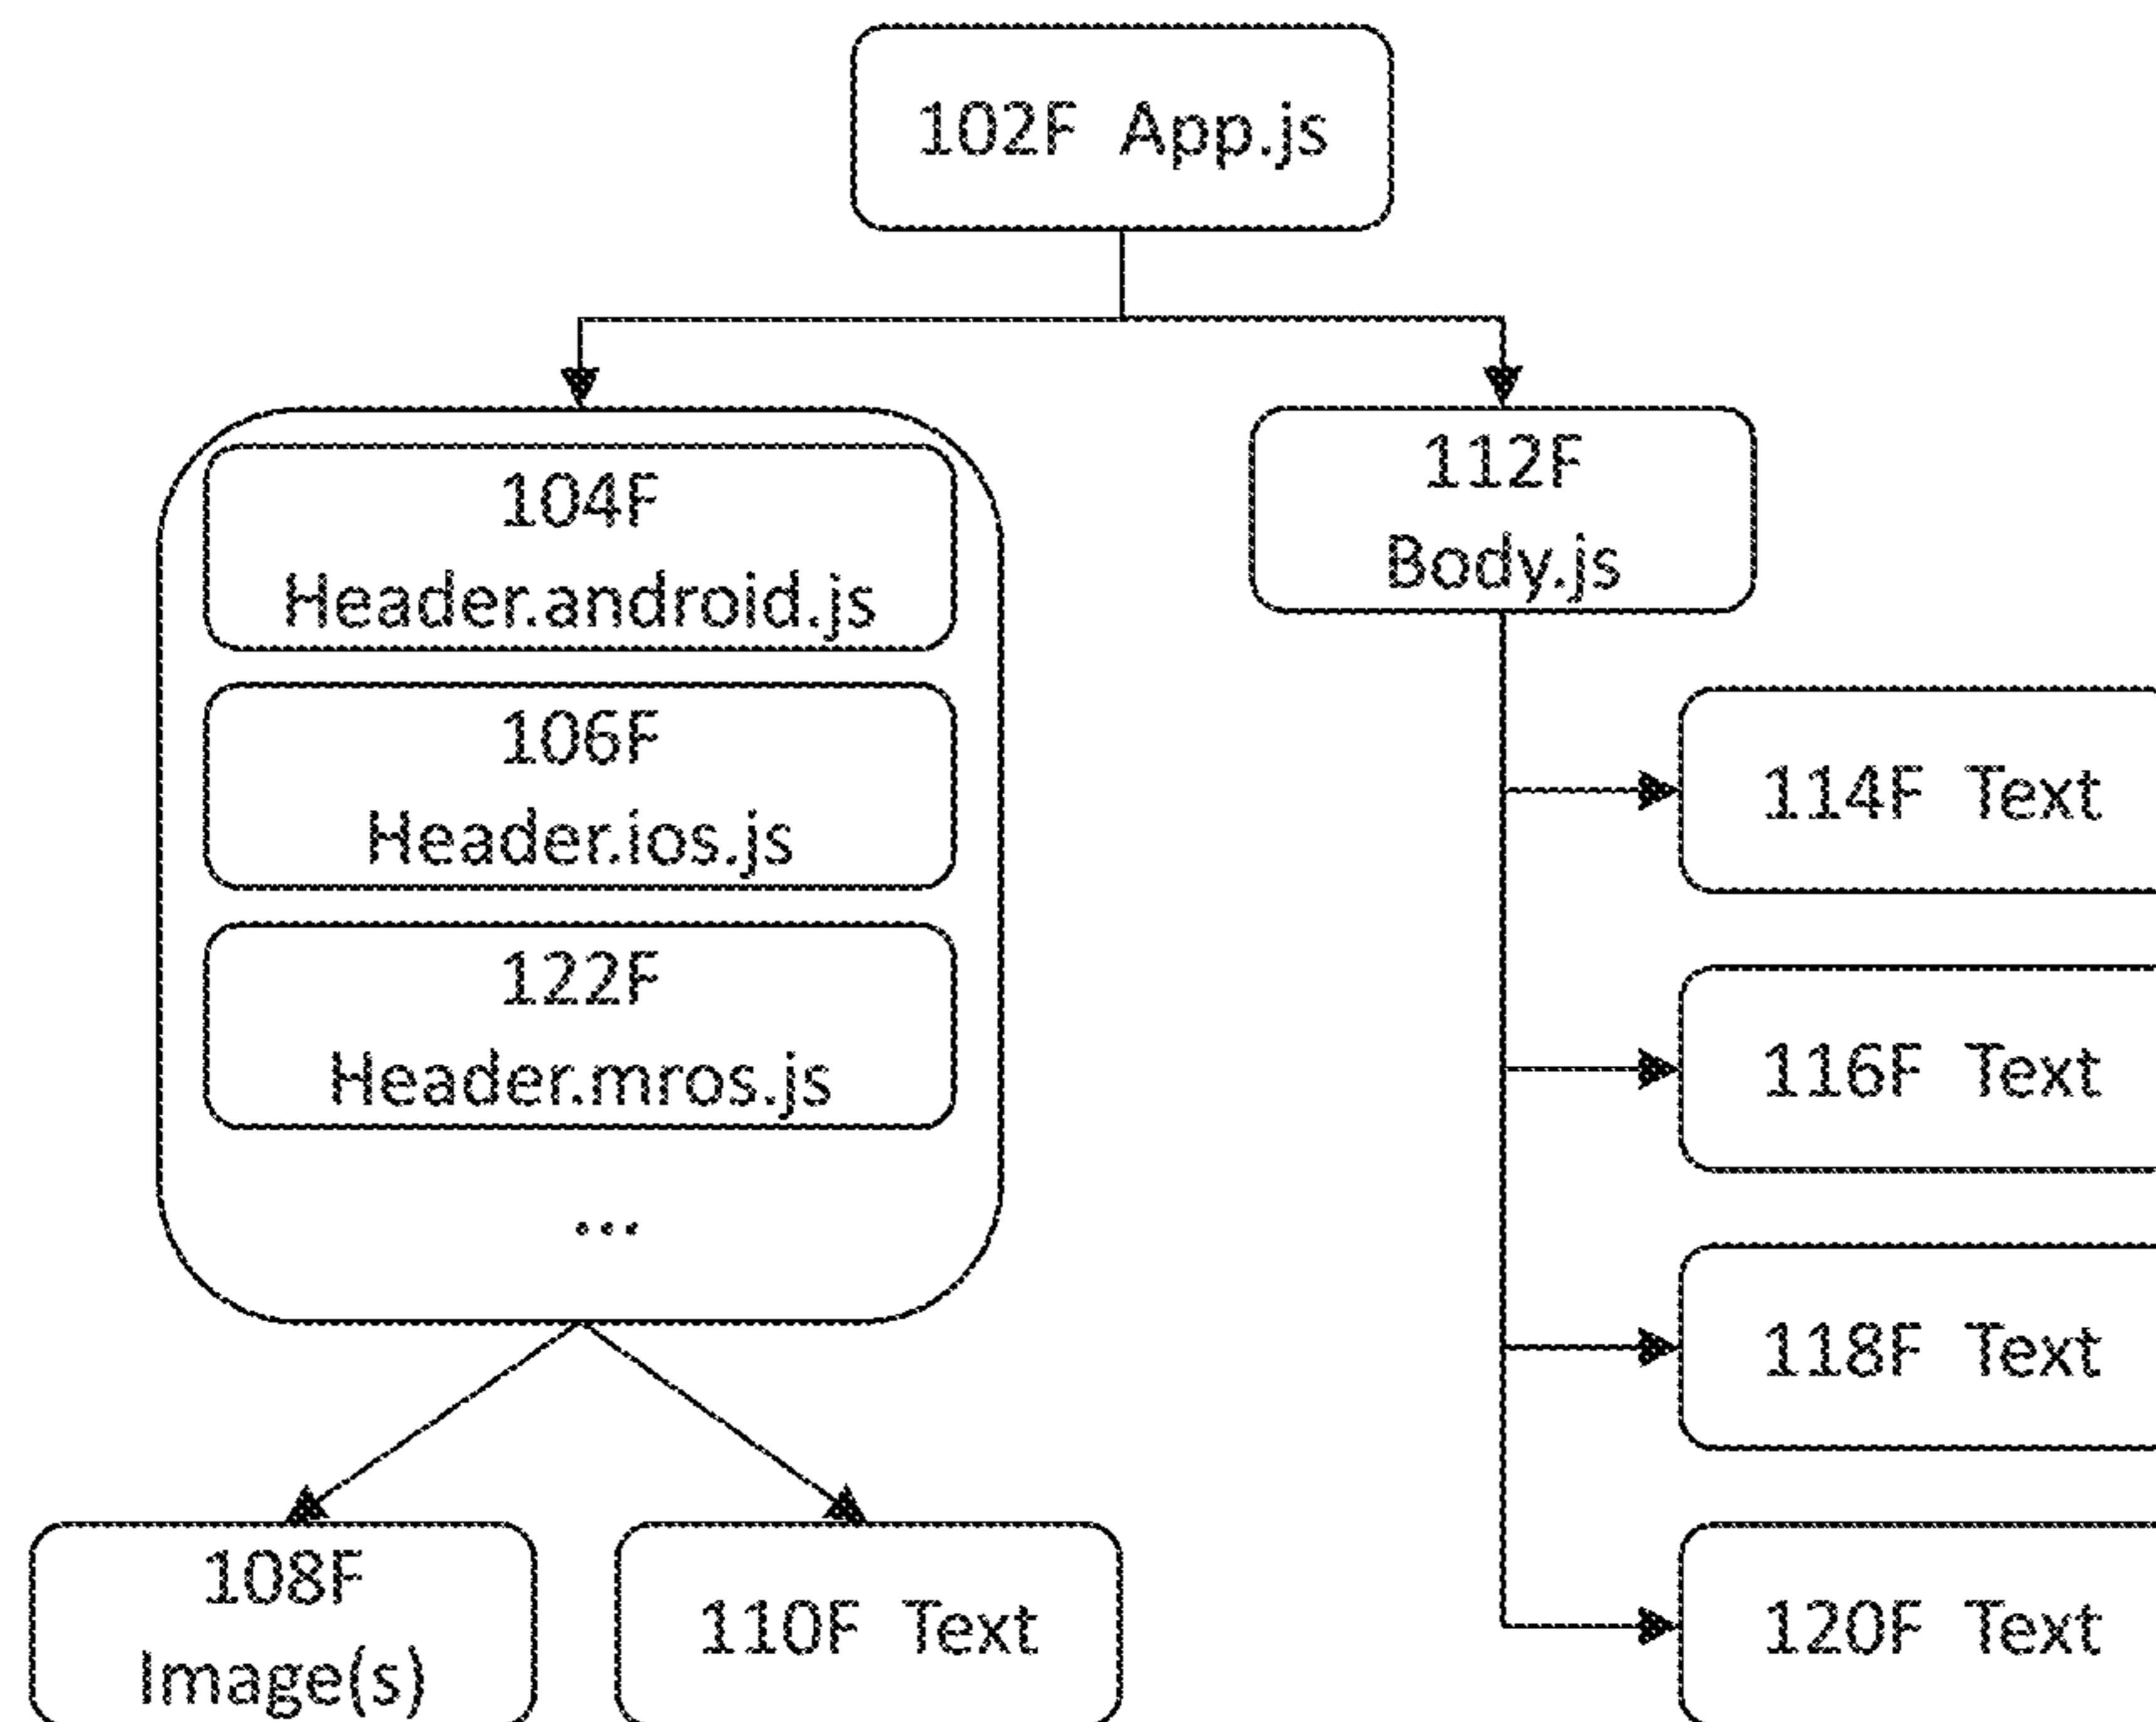 102F App.js
104F
Header.android.js
106F
Header.ios.js
122F
Header.mros.js
...
108F
Image(s)
110F Text
112F
Body.js
114F Text
116F Text
118F Text
120F Text